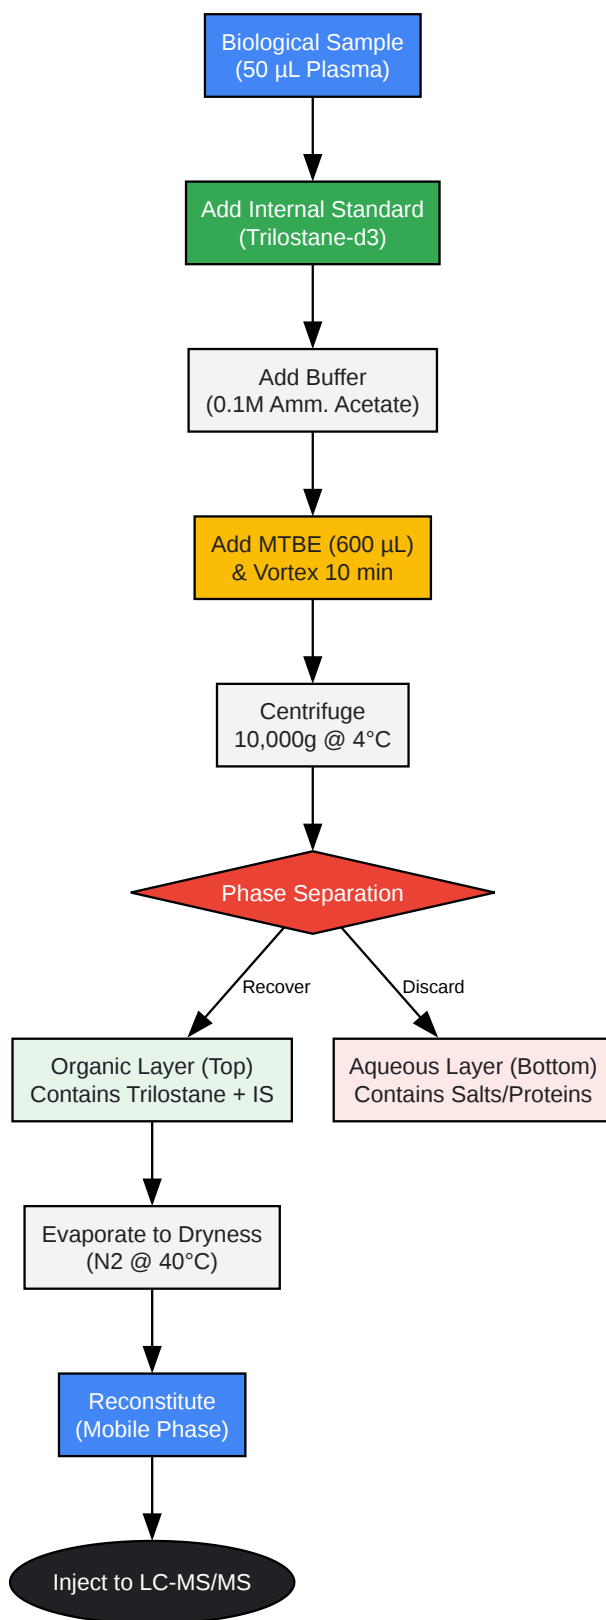 Biological Sample
(50 µL Plasma)
Add Internal Standard
(Trilostane-d3)
Add Buffer
(0.1M Amm. Acetate)
Add MTBE (600 µL)
& Vortex 10 min
Centrifuge
10,000g @ 4°C
Phase Separation
Recover
Discard
Organic Layer (Top)
Contains Trilostane + IS
Aqueous Layer (Bottom)
Contains Salts/Proteins
Evaporate to Dryness
(N2 @ 40°C)
Reconstitute
(Mobile Phase)
Inject to LC-MS/MS